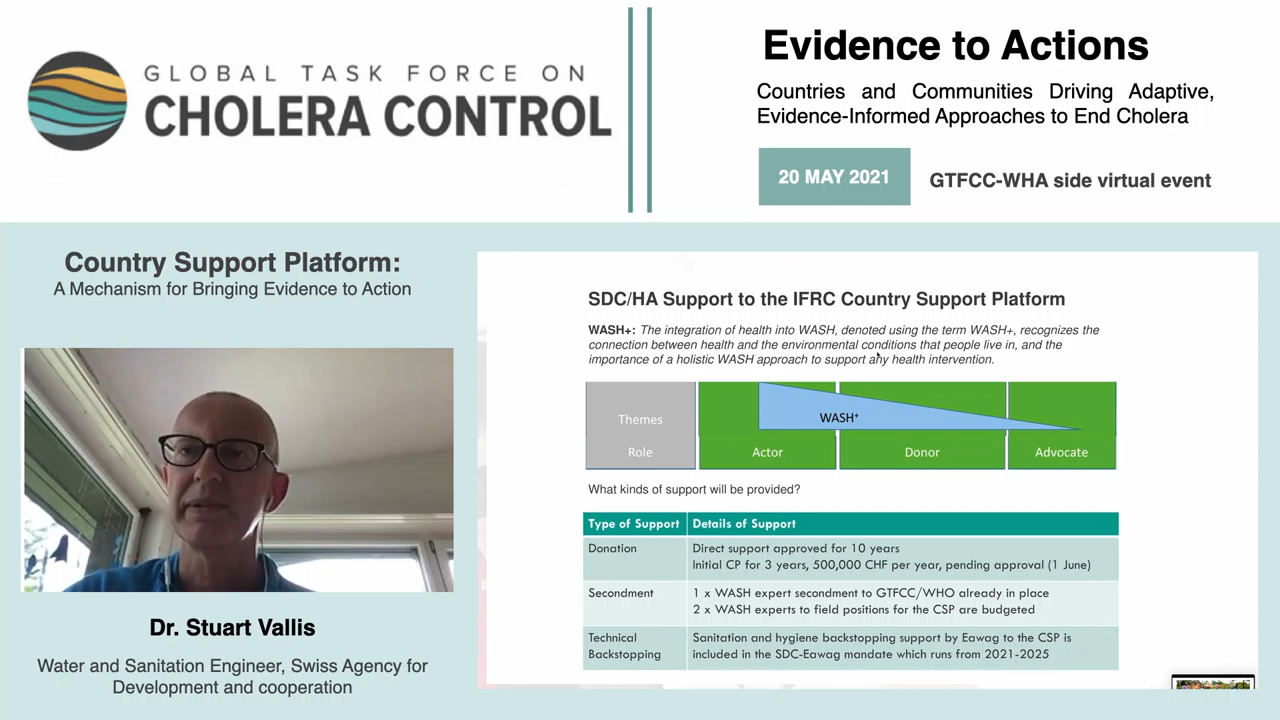 GLOBAL TASK FORCE ON
CHOLERA CONTROL
Evidence to Actions
Countries and Communities Driving Adaptive,
Evidence-Informed Approaches to End Cholera
20 MAY 2021
GTFCC-WHA side virtual event
Country Support Platform:
A Mechanism for Bringing Evidence to Action
Dr. Stuart Vallis
Water and Sanitation Engineer, Swiss Agency for
Development and cooperation
SDC/HA Support to the IFRC Country Support Platform
WASH+: The integration of health into WASH, denoted using the term WASH+, recognizes the
connection between health and the environmental conditions that people live in, and the
importance of a holistic WASH approach to support any health intervention.
Themes
WASH⁺
Role
Actor
Donor
Advocate
What kinds of support will be provided?
Type of Support
Details of Support
Donation
Direct support approved for 10 years
Initial CP for 3 years, 500,000 CHF per year, pending approval (1 June)
Secondment
1 x WASH expert secondment to GTFCC/WHO already in place
2 x WASH experts to field positions for the CSP are budgeted
Technical
Backstopping
Sanitation and hygiene backstopping support by Eawag to the CSP is
included in the SDC-Eawag mandate which runs from 2021-2025